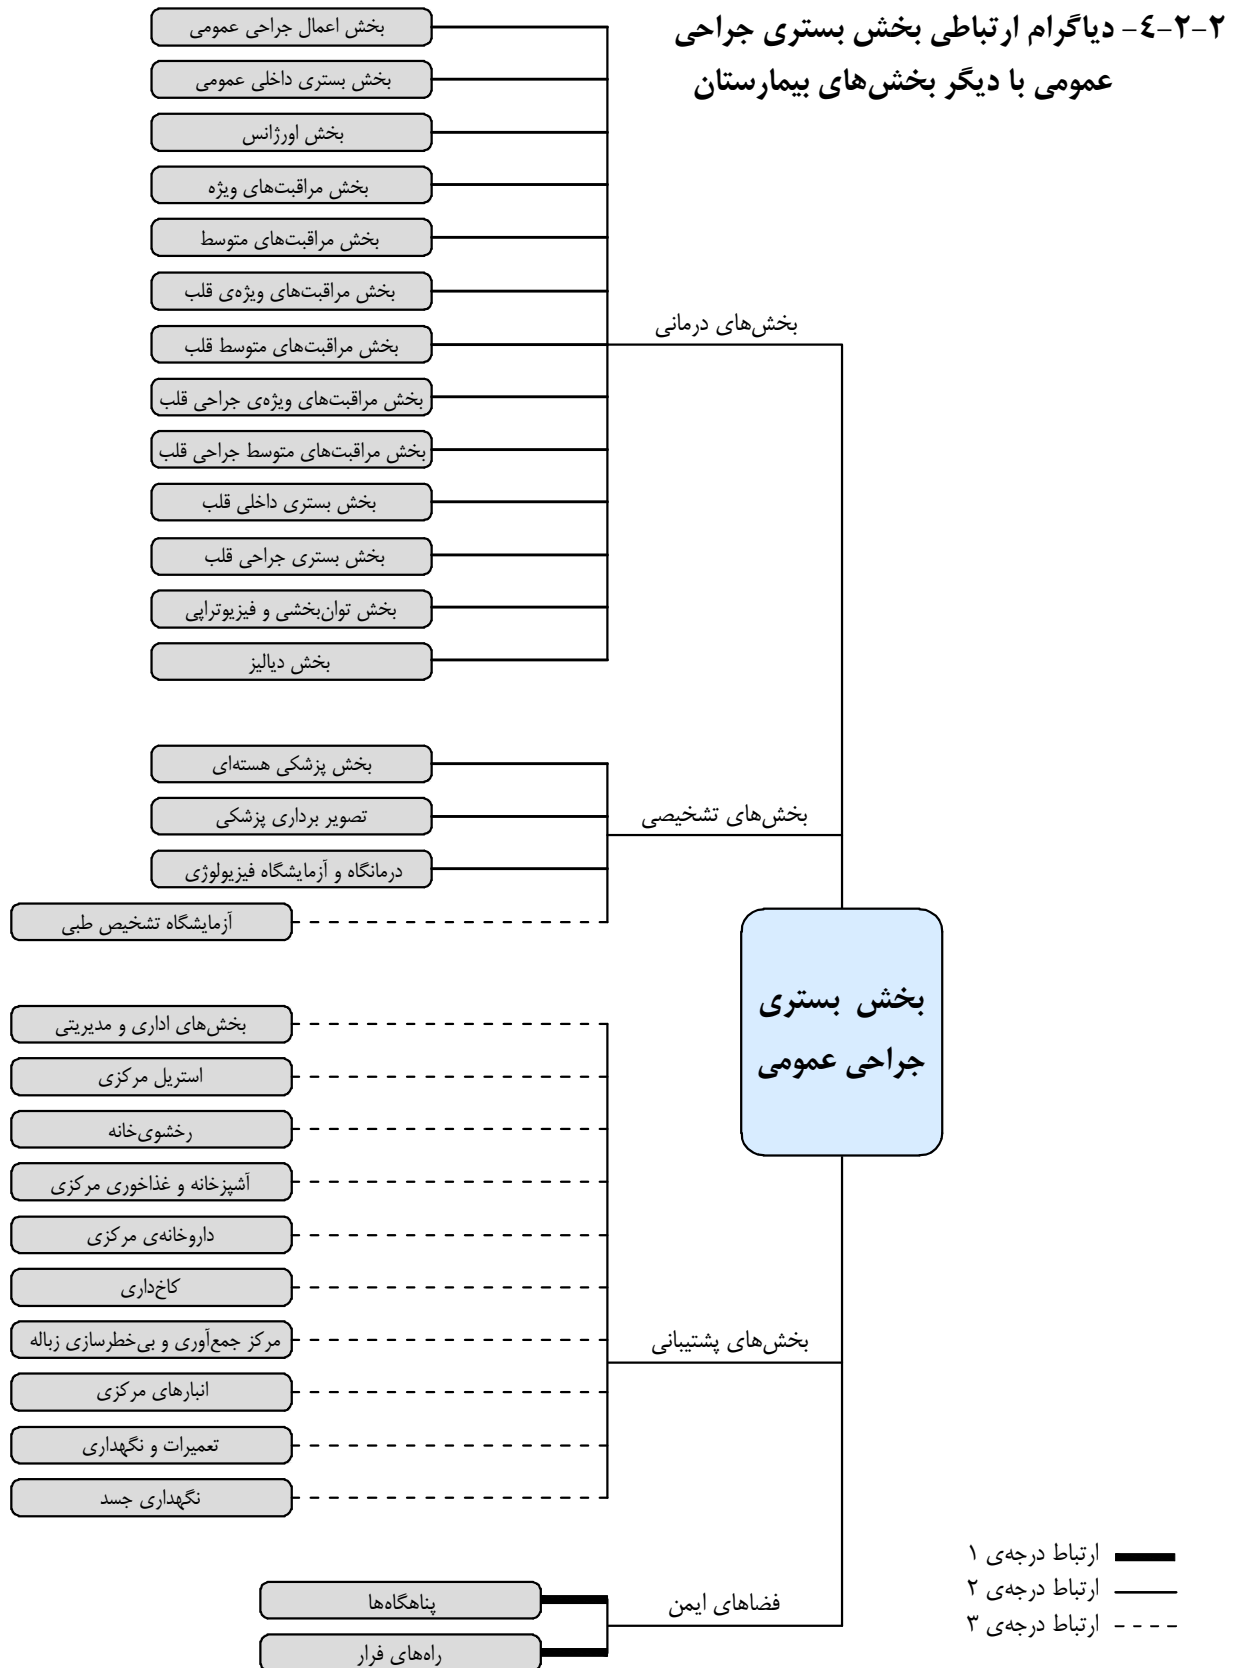 ۲-۲-۴- دیاگرام ارتباطی بخش بستری جراحی
عمومی با دیگر بخش‌های بیمارستان
بخش اعمال جراحی عمومی
بخش بستری داخلی عمومی
بخش اورژانس
بخش مراقبت‌های ویژه
بخش مراقبت‌های متوسط
بخش مراقبت‌های ویژه‌ی قلب
بخش‌های درمانی
بخش مراقبت‌های متوسط قلب
بخش مراقبت‌های ویژه‌ی جراحی قلب
بخش مراقبت‌های متوسط جراحی قلب
بخش بستری داخلی قلب
بخش بستری جراحی قلب
بخش توان‌بخشی و فیزیوتراپی
بخش دیالیز
بخش پزشکی هسته‌ای
بخش‌های تشخیصی
تصویر برداری پزشکی
درمانگاه و آزمایشگاه فیزیولوژی
آزمایشگاه تشخیص طبی
بخش بستری
جراحی عمومی
بخش‌های اداری و مدیریتی
استریل مرکزی
رخشوی‌خانه
آشپزخانه و غذاخوری مرکزی
داروخانه‌ی مرکزی
کاخ‌داری
بخش‌های پشتیبانی
مرکز جمع‌آوری و بی‌خطرسازی زباله
انبارهای مرکزی
تعمیرات و نگهداری
نگهداری جسد
فضاهای ایمن
پناهگاه‌ها
راه‌های فرار
ارتباط درجه‌ی ۱
ارتباط درجه‌ی ۲
ارتباط درجه‌ی ۳